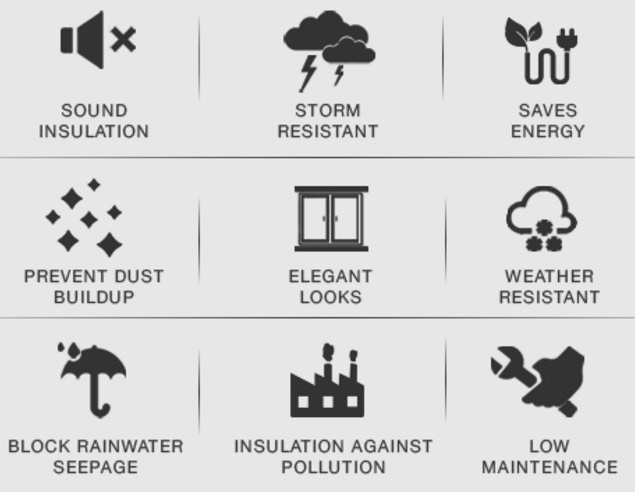 SOUND
INSULATION
STORM
RESISTANT
SAVES
ENERGY
PREVENT DUST
BUILDUP
ELEGANT
LOOKS
WEATHER
RESISTANT
BLOCK RAINWATER
SEEPAGE
INSULATION AGAINST
POLLUTION
LOW
MAINTENANCE